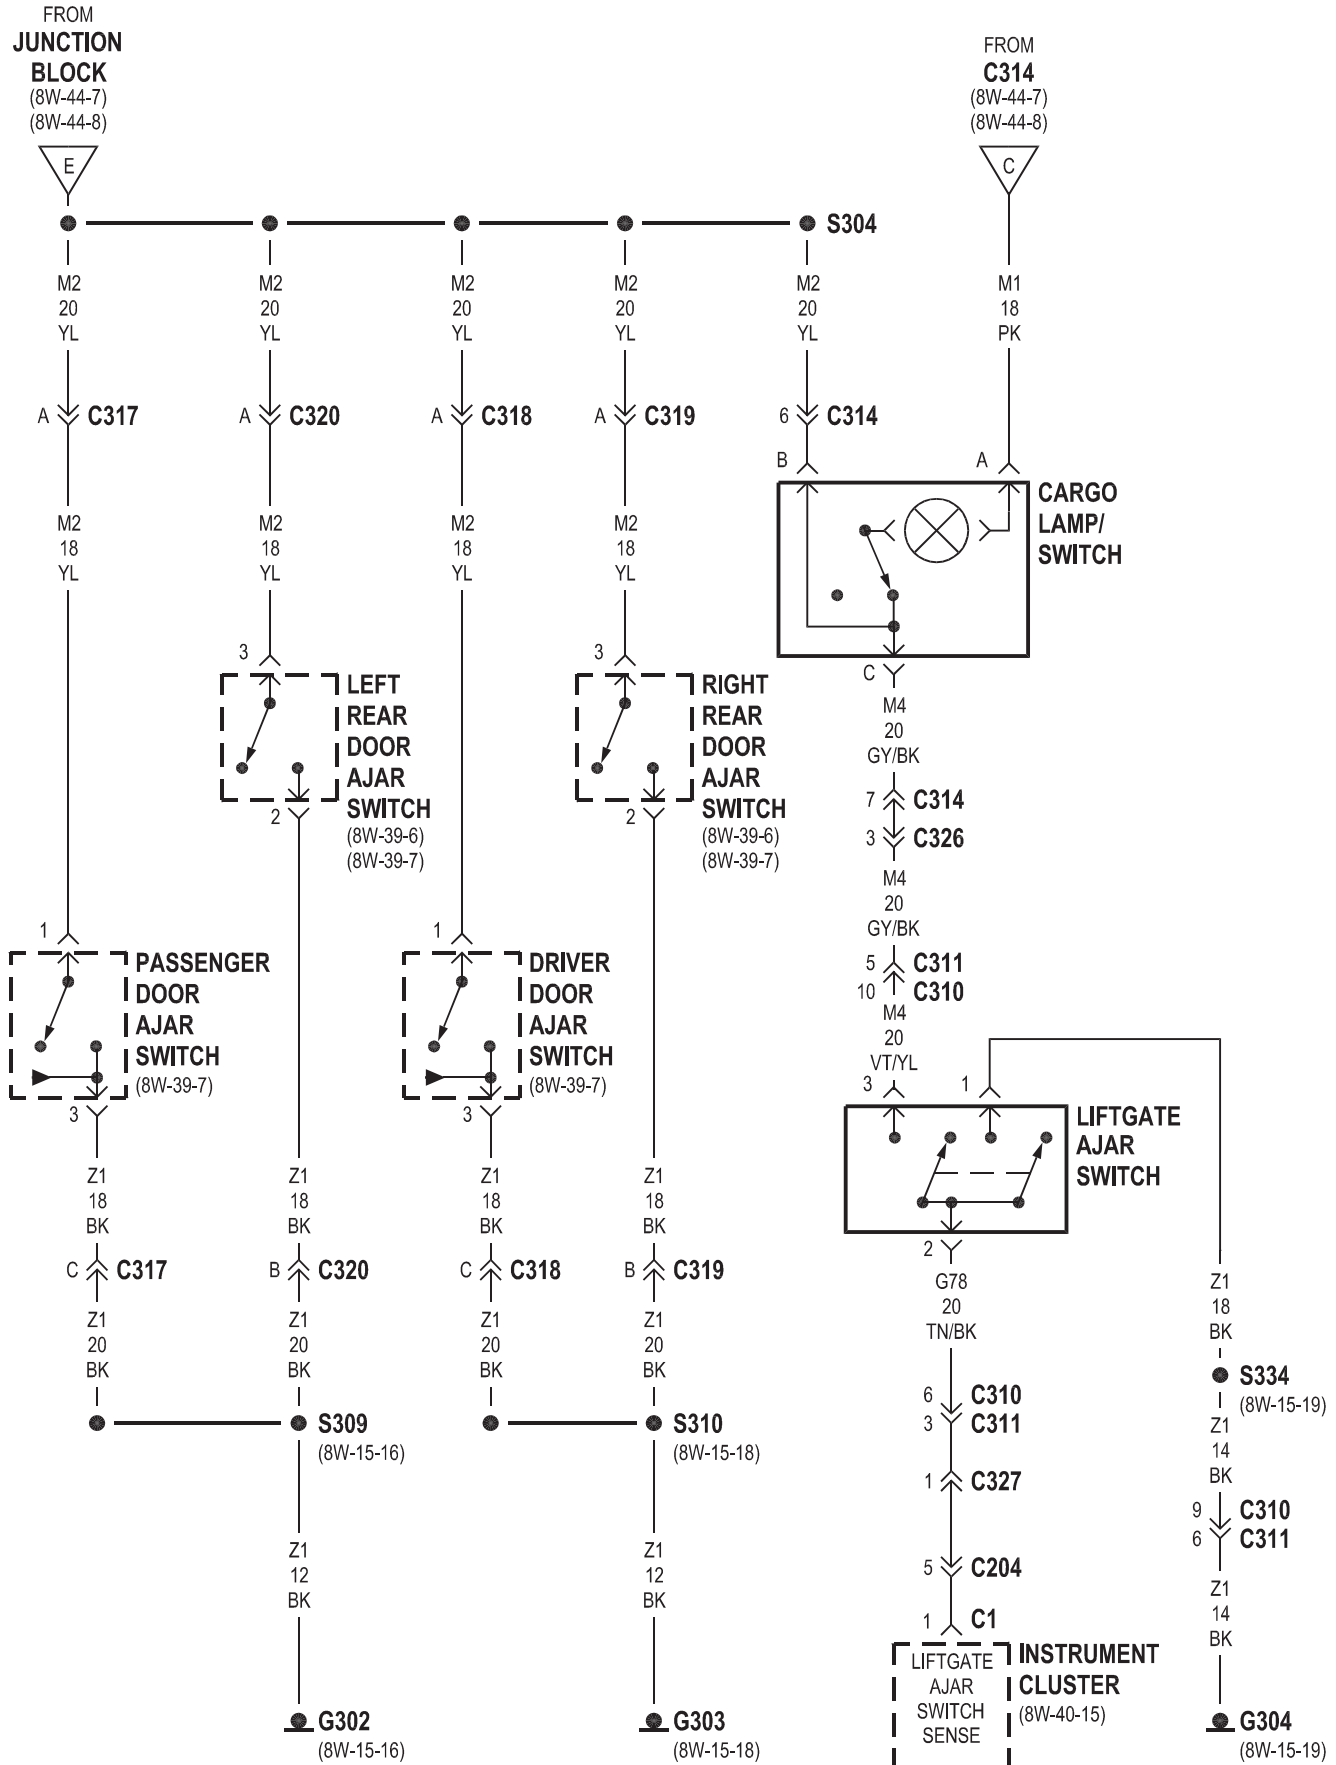 FROM
JUNCTION
BLOCK
(8W-44-7)
(8W-44-8)
E
FROM
C314
(8W-44-7)
(8W-44-8)
C
S304
M2
20
YL
M2
20
YL
M2
20
YL
M2
20
YL
M2
20
YL
M1
18
PK
A C317
A C320
A C318
A C319
6 C314
B
A
CARGO
LAMP/
SWITCH
M2
18
YL
M2
18
YL
M2
18
YL
M2
18
YL
3
LEFT
REAR
DOOR
AJAR
SWITCH
(8W-39-6)
(8W-39-7)
2
3
RIGHT
REAR
DOOR
AJAR
SWITCH
(8W-39-6)
(8W-39-7)
2
C
M4
20
GY/BK
7 C314
3 C326
M4
20
GY/BK
5 C311
10 C310
M4
20
VT/YL
3
1
LIFTGATE
AJAR
SWITCH
2
1
PASSENGER
DOOR
AJAR
SWITCH
(8W-39-7)
3
1
DRIVER
DOOR
AJAR
SWITCH
(8W-39-7)
3
Z1
18
BK
Z1
18
BK
Z1
18
BK
Z1
18
BK
C C317
B C320
C C318
B C319
Z1
20
BK
Z1
20
BK
Z1
20
BK
Z1
20
BK
S309
(8W-15-16)
S310
(8W-15-18)
Z1
12
BK
Z1
12
BK
G302
(8W-15-16)
G303
(8W-15-18)
G78
20
TN/BK
6 C310
3 C311
1 C327
5 C204
1 C1
LIFTGATE
AJAR
SWITCH
SENSE
INSTRUMENT
CLUSTER
(8W-40-15)
Z1
18
BK
S334
(8W-15-19)
Z1
14
BK
9 C310
6 C311
Z1
14
BK
G304
(8W-15-19)